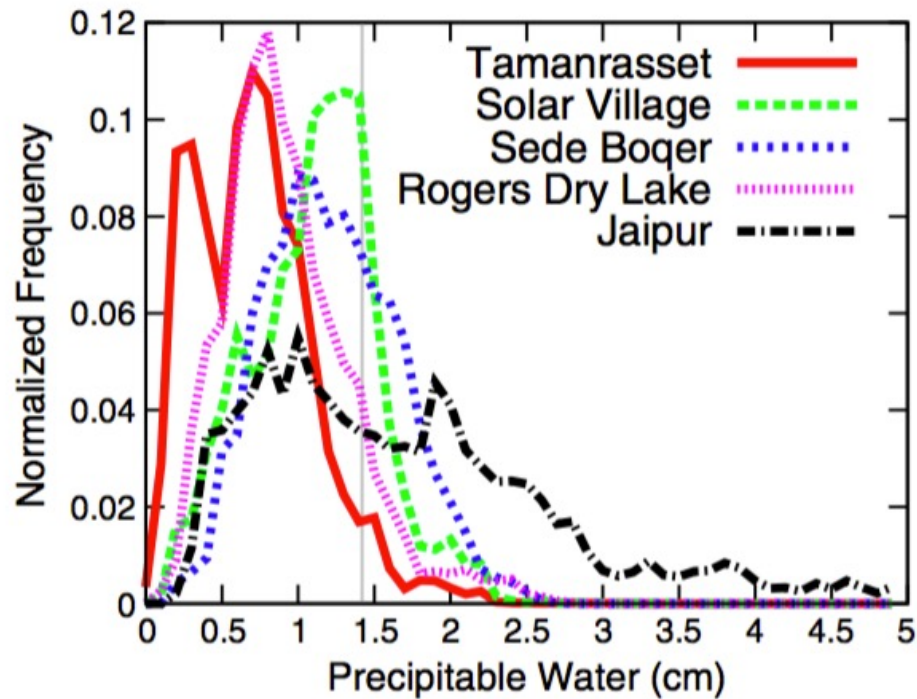 0.12
0.1
0.08
0.06
0.04
0.02
0
Normalized Frequency
Tamanrasset
Solar Village
Sede Boqer
Rogers Dry Lake
Jaipur
0 0.5 1 1.5 2 2.5 3 3.5 4 4.5 5
Precipitable Water (cm)